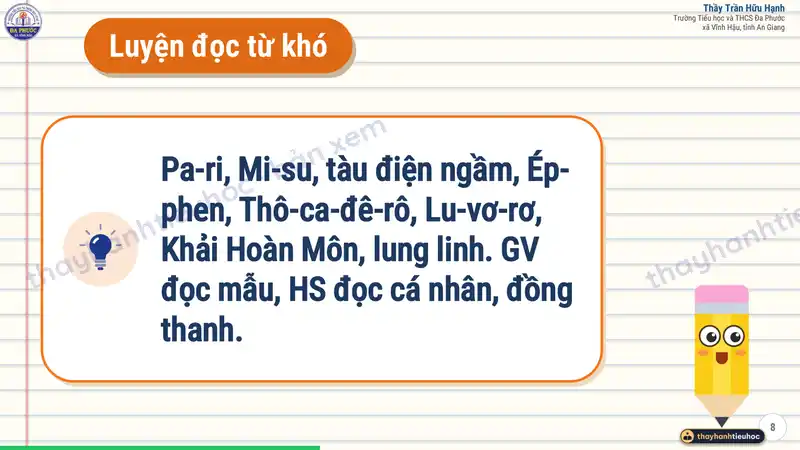 Thầy Trần Hữu Hạnh
Trường Tiểu học và THCS Đa Phước
xã Vĩnh Hậu, tỉnh An Giang
ĐA PHƯỚC
Luyện đọc từ khó
Pa-ri, Mi-su, tàu điện ngầm, Ép-
phen, Thô-ca-đê-rô, Lu-vơ-rơ,
Khải Hoàn Môn, lung linh. GV
đọc mẫu, HS đọc cá nhân, đồng
thanh.
8
thayhanhtieuhoc